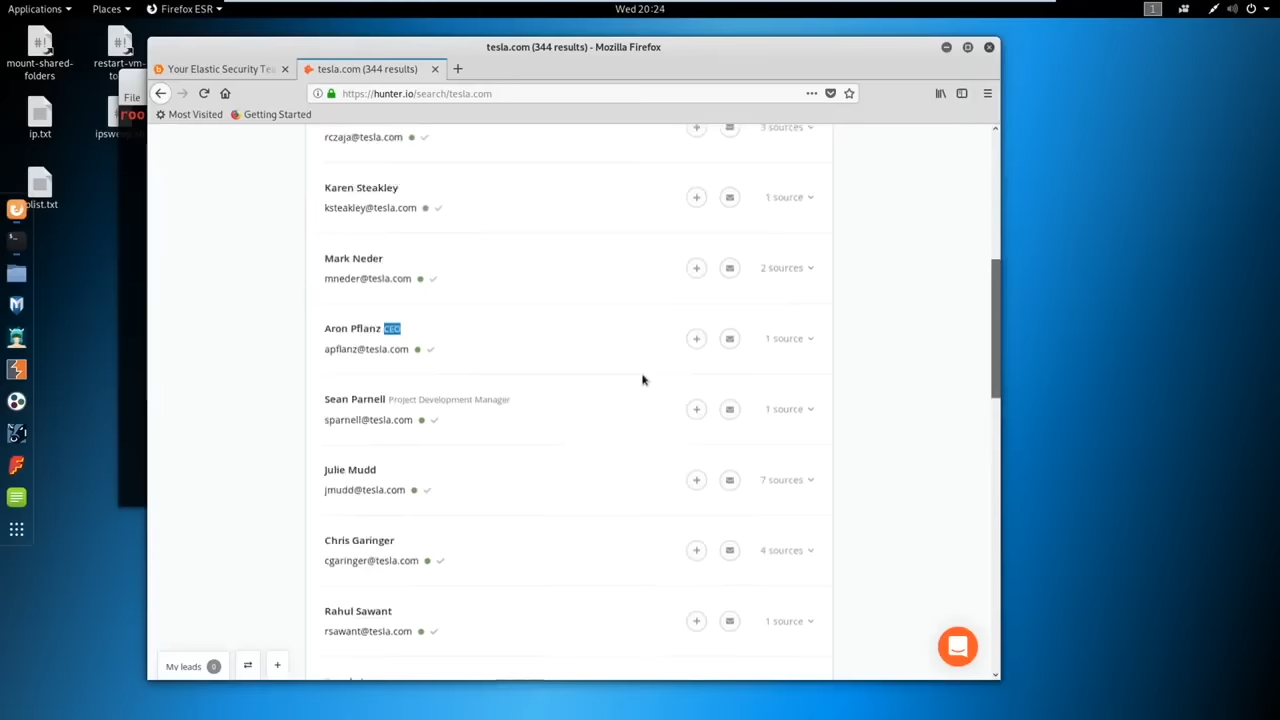 Applications
Places
Firefox ESR
Wed 20:24
1
mount-shared-
folders
restart-vm-
ip.txt
plist.txt
File
roo
tesla.com (344 results) - Mozilla Firefox
Your Elastic Security Te
tesla.com (344 results)
https://hunter.io/search/tesla.com
Most Visited
Getting Started
rczaja@tesla.com
3 sources
Karen Steakley
ksteakley@tesla.com
1 source
Mark Neder
mneder@tesla.com
2 sources
Aron Pflanz CEO
apflanz@tesla.com
1 source
Sean Parnell Project Development Manager
sparnell@tesla.com
1 source
Julie Mudd
jmudd@tesla.com
7 sources
Chris Garinger
cgaringer@tesla.com
4 sources
Rahul Sawant
rsawant@tesla.com
1 source
My leads 0